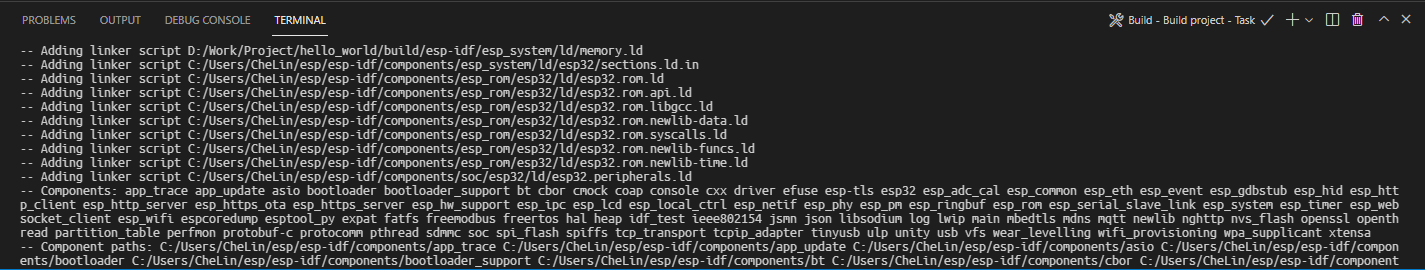 PROBLEMS OUTPUT DEBUG CONSOLE TERMINAL Build - Build project - Task
-- Adding linker script D:/Work/Project/hello_world/build/esp-idf/esp_system/ld/memory.ld
-- Adding linker script C:/Users/CheLin/esp/esp-idf/components/esp_system/ld/esp32/sections.ld.in
-- Adding linker script C:/Users/CheLin/esp/esp-idf/components/esp_rom/esp32/ld/esp32.rom.ld
-- Adding linker script C:/Users/CheLin/esp/esp-idf/components/esp_rom/esp32/ld/esp32.rom.api.ld
-- Adding linker script C:/Users/CheLin/esp/esp-idf/components/esp_rom/esp32/ld/esp32.rom.libgcc.ld
-- Adding linker script C:/Users/CheLin/esp/esp-idf/components/esp_rom/esp32/ld/esp32.rom.newlib-data.ld
-- Adding linker script C:/Users/CheLin/esp/esp-idf/components/esp_rom/esp32/ld/esp32.rom.syscalls.ld
-- Adding linker script C:/Users/CheLin/esp/esp-idf/components/esp_rom/esp32/ld/esp32.rom.newlib-funcs.ld
-- Adding linker script C:/Users/CheLin/esp/esp-idf/components/esp_rom/esp32/ld/esp32.rom.newlib-time.ld
-- Adding linker script C:/Users/CheLin/esp/esp-idf/components/soc/esp32/ld/esp32.peripherals.ld
-- Components: app_trace app_update asio bootloader bootloader_support bt cbor cmock coap console cxx driver efuse esp-tls esp32 esp_adc_cal esp_common esp_eth esp_event esp_gdbstub esp_hid esp_htt
p_client esp_http_server esp_https_ota esp_https_server esp_hw_support esp_ipc esp_lcd esp_local_ctrl esp_netif esp_phy esp_pm esp_ringbuf esp_rom esp_serial_slave_link esp_system esp_timer esp_web
socket_client esp_wifi espcoredump esptool_py expat fatfs freemodbus freertos hal heap idf_test ieee802154 jsmn json libsodium log lwip main mbedtls mdns mqtt newlib nghttp nvs_flash openssl openth
read partition_table perfmon protobuf-c protocomm pthread sdmmc soc spi_flash spiffs tcp_transport tcpip_adapter tinyusb ulp unity usb vfs wear_levelling wifi_provisioning wpa_supplicant xtensa
-- Component paths: C:/Users/CheLin/esp/esp-idf/components/app_trace C:/Users/CheLin/esp/esp-idf/components/app_update C:/Users/CheLin/esp/esp-idf/components/asio C:/Users/CheLin/esp/esp-idf/compon
ents/bootloader C:/Users/CheLin/esp/esp-idf/components/bootloader_support C:/Users/CheLin/esp/esp-idf/components/bt C:/Users/CheLin/esp/esp-idf/components/cbor C:/Users/CheLin/esp/esp-idf/component